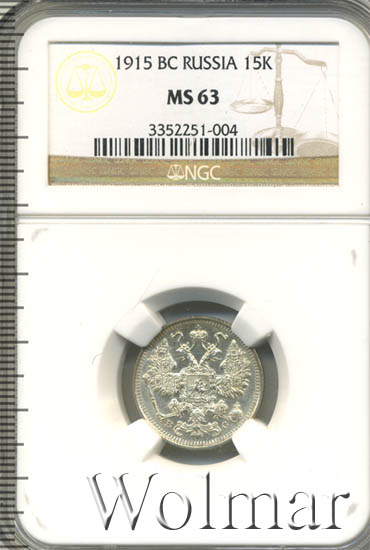 1915 BC RUSSIA 15K
MS 63
3352251-004
NGC
Wolmar